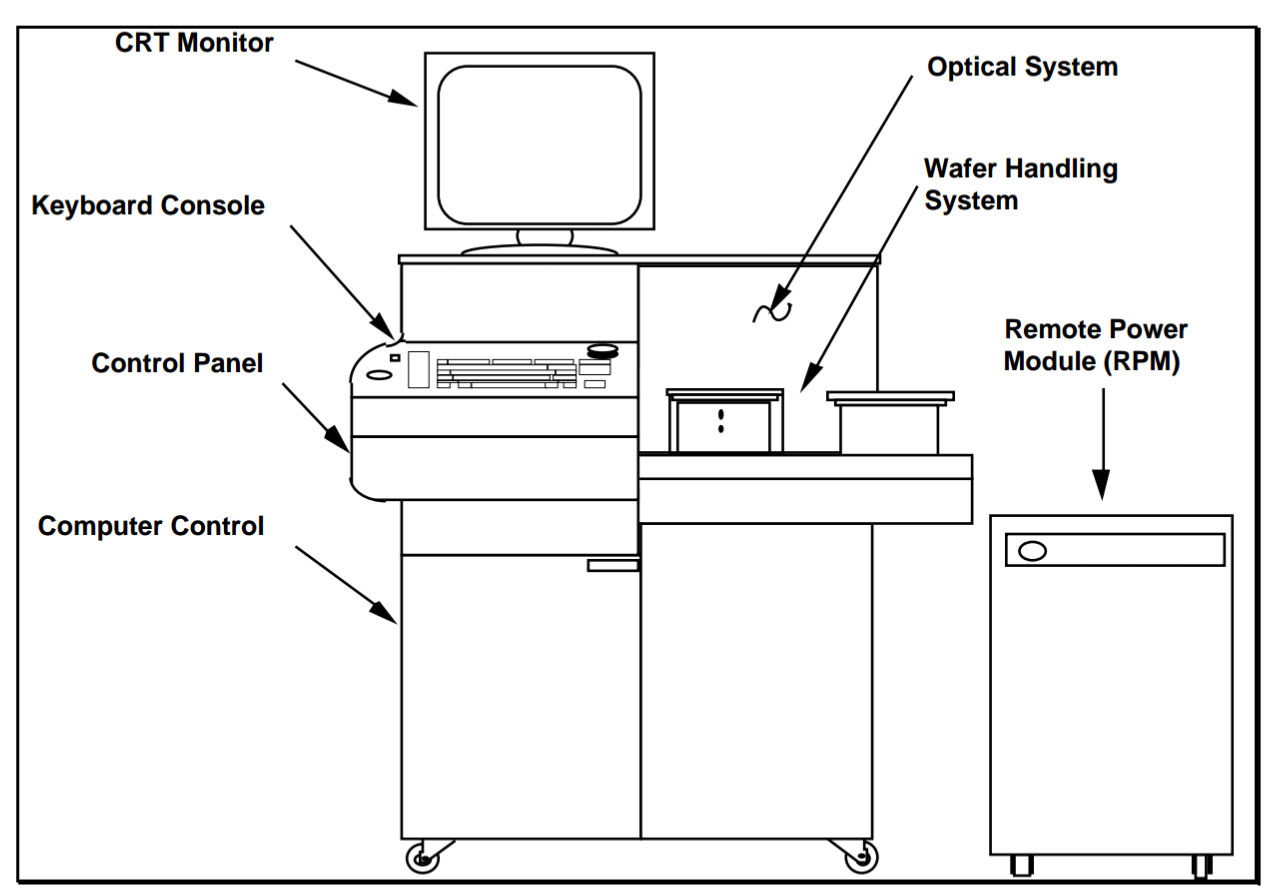 CRT Monitor
Optical System
Wafer Handling
System
Keyboard Console
Remote Power
Module (RPM)
Control Panel
Computer Control